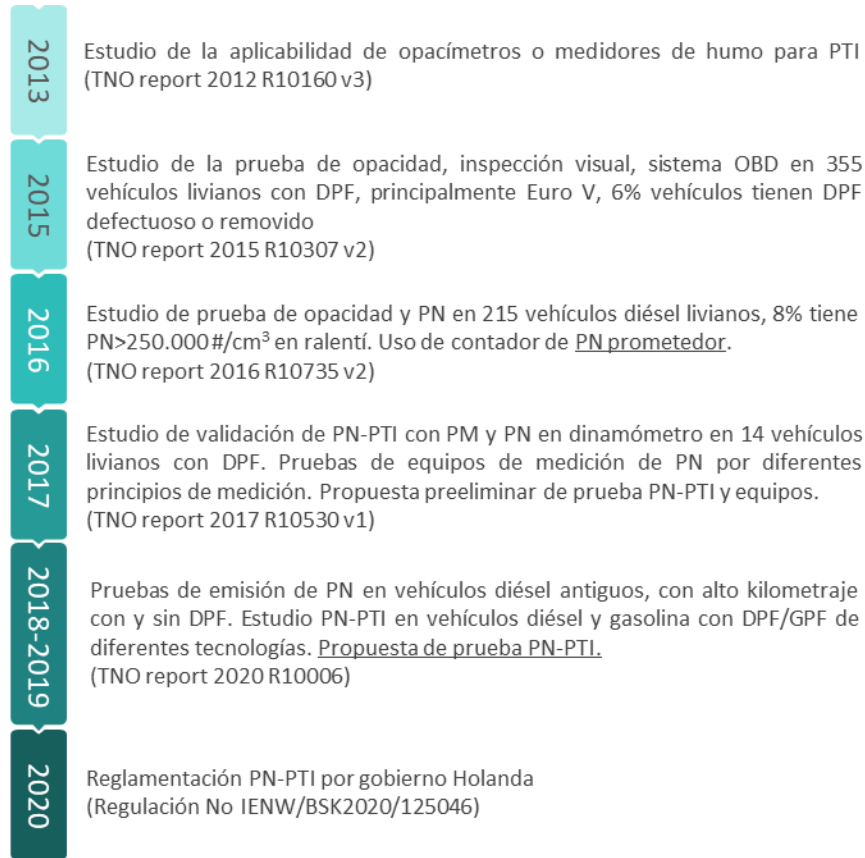 2013
Estudio de la aplicabilidad de opacímetros o medidores de humo para PTI
(TNO report 2012 R10160 v3)
2015
Estudio de la prueba de opacidad, inspección visual, sistema OBD en 355
vehículos livianos con DPF, principalmente Euro V, 6% vehículos tienen DPF
defectuoso o removido
(TNO report 2015 R10307 v2)
2016
Estudio de prueba de opacidad y PN en 215 vehículos diésel livianos, 8% tiene
PN>250.000 #/cm³ en ralentí. Uso de contador de PN prometedor.
(TNO report 2016 R10735 v2)
2017
Estudio de validación de PN-PTI con PM y PN en dinamómetro en 14 vehículos
livianos con DPF. Pruebas de equipos de medición de PN por diferentes
principios de medición. Propuesta preeliminar de prueba PN-PTI y equipos.
(TNO report 2017 R10530 v1)
2018-2019
Pruebas de emisión de PN en vehículos diésel antiguos, con alto kilometraje
con y sin DPF. Estudio PN-PTI en vehículos diésel y gasolina con DPF/GPF de
diferentes tecnologías. Propuesta de prueba PN-PTI.
(TNO report 2020 R10006)
2020
Reglamentación PN-PTI por gobierno Holanda
(Regulación No IENW/BSK2020/125046)